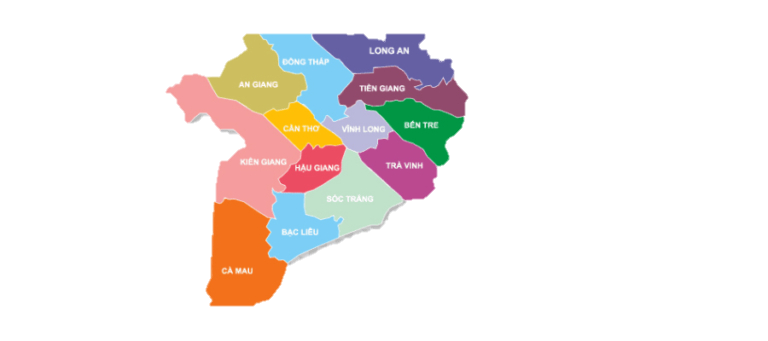 LONG AN
ĐỒNG THÁP
AN GIANG
TIỀN GIANG
CẦN THƠ
VĨNH LONG
BẾN TRE
KIÊN GIANG
HẬU GIANG
TRÀ VINH
SÓC TRĂNG
BẠC LIÊU
CÀ MAU